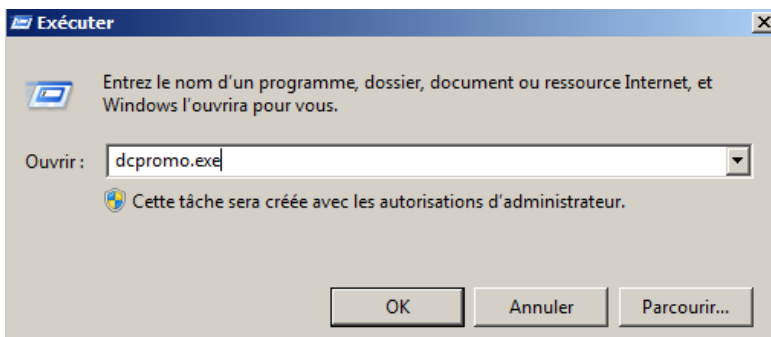 Exécuter
Entrez le nom d'un programme, dossier, document ou ressource Internet, et
Windows l'ouvrira pour vous.
Ouvrir : dcpromo.exe
Cette tâche sera créée avec les autorisations d'administrateur.
OK Annuler Parcourir...